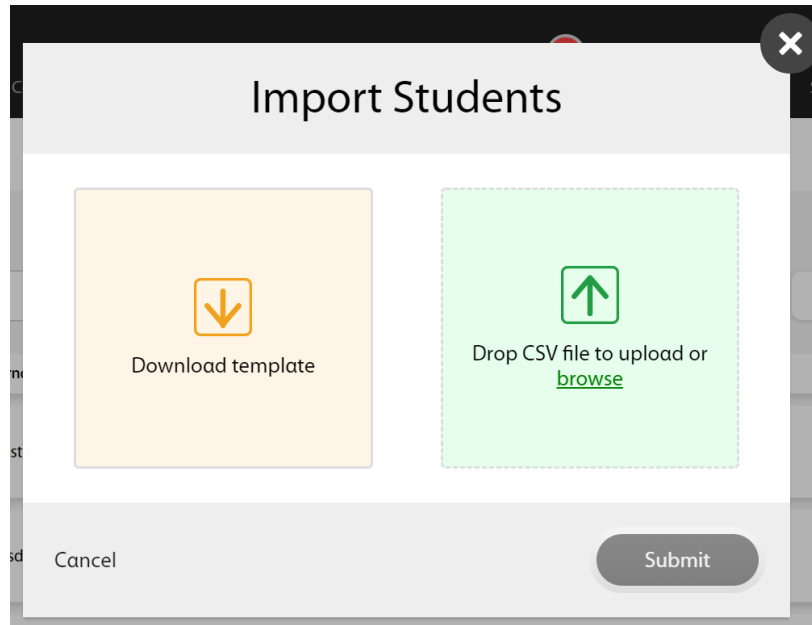 Import Students
Download template
Drop CSV file to upload or
browse
Cancel
Submit